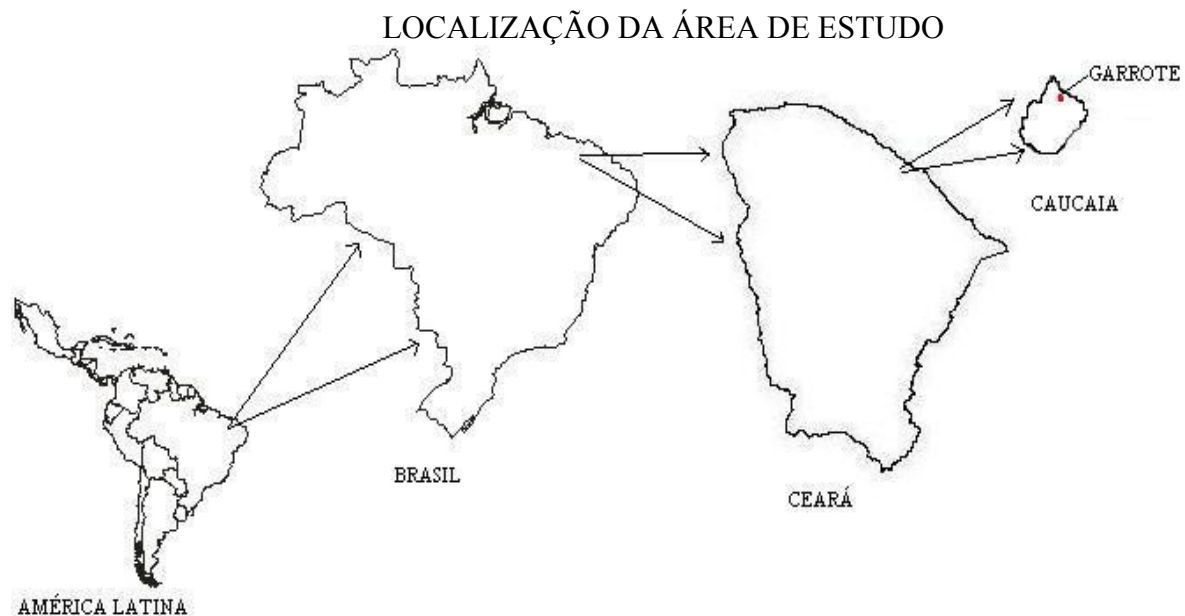 LOCALIZAÇÃO DA ÁREA DE ESTUDO
GARROTE
CAUCAIA
BRASIL
CEARÁ
AMÉRICA LATINA